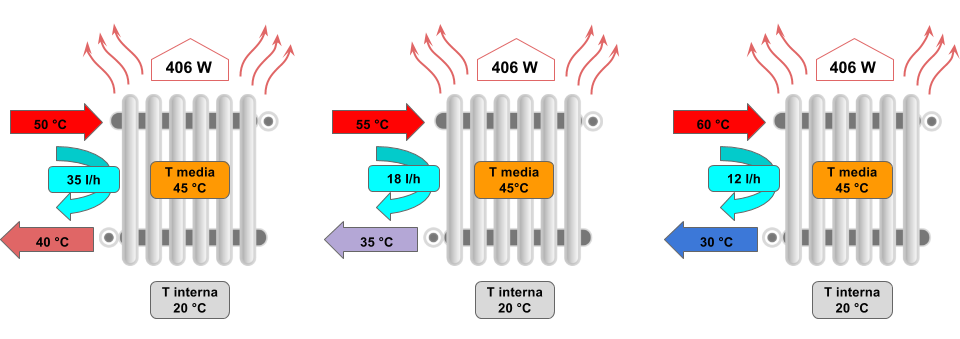 406 W
50 °C
T media
45 °C
35 l/h
40 °C
T interna
20 °C
406 W
55 °C
T media
45°C
18 l/h
35 °C
T interna
20 °C
406 W
60 °C
T media
45 °C
12 l/h
30 °C
T interna
20 °C